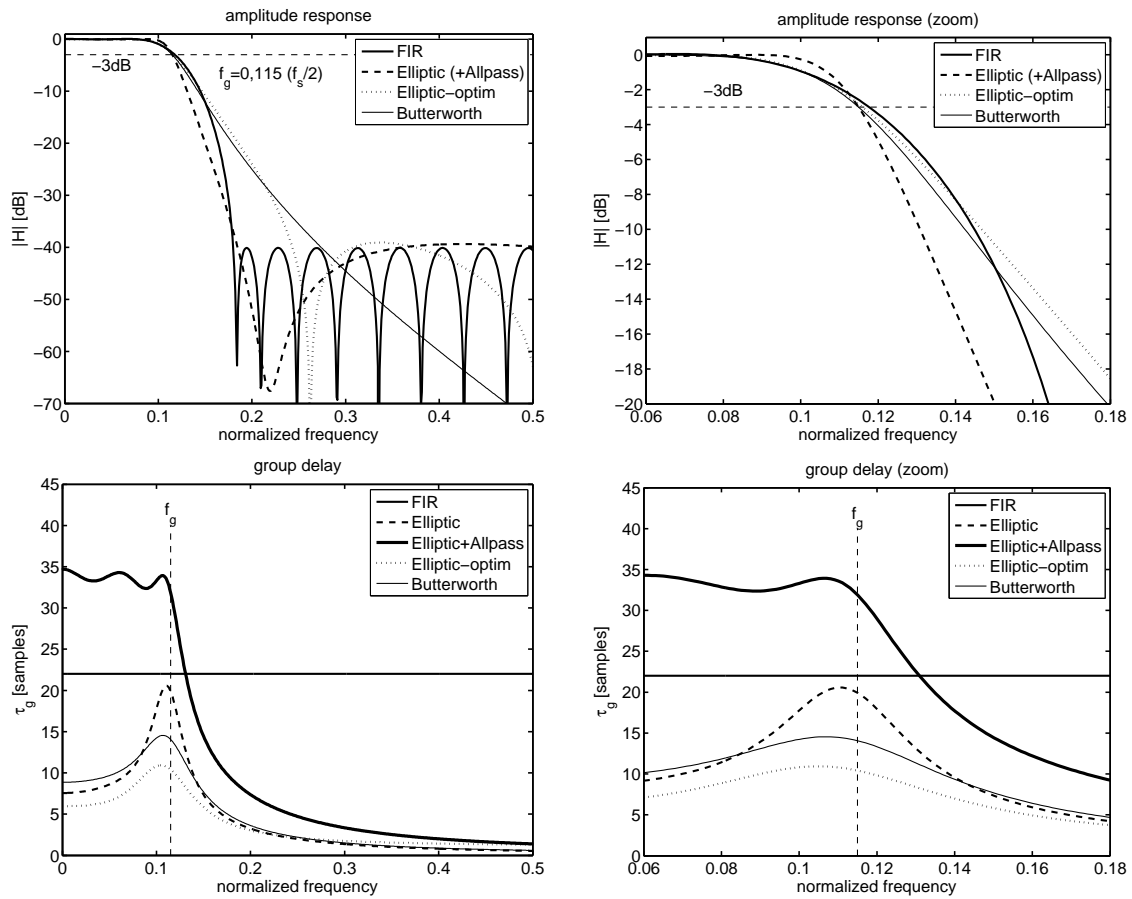 amplitude response
0
−10
−20
−30
−40
−50
−60
−70
|H| [dB]
−3dB
f_g=0,115 (f_s/2)
FIR
Elliptic (+Allpass)
Elliptic−optim
Butterworth
0 0.1 0.2 0.3 0.4 0.5
normalized frequency
amplitude response (zoom)
0
−2
−4
−6
−8
−10
−12
−14
−16
−18
−20
|H| [dB]
−3dB
FIR
Elliptic (+Allpass)
Elliptic−optim
Butterworth
0.06 0.08 0.1 0.12 0.14 0.16 0.18
normalized frequency
group delay
45
40
35
30
25
20
15
10
5
0
τ_g [samples]
f_g
FIR
Elliptic
Elliptic+Allpass
Elliptic−optim
Butterworth
0 0.1 0.2 0.3 0.4 0.5
normalized frequency
group delay (zoom)
45
40
35
30
25
20
15
10
5
0
τ_g [samples]
f_g
FIR
Elliptic
Elliptic+Allpass
Elliptic−optim
Butterworth
0.06 0.08 0.1 0.12 0.14 0.16 0.18
normalized frequency